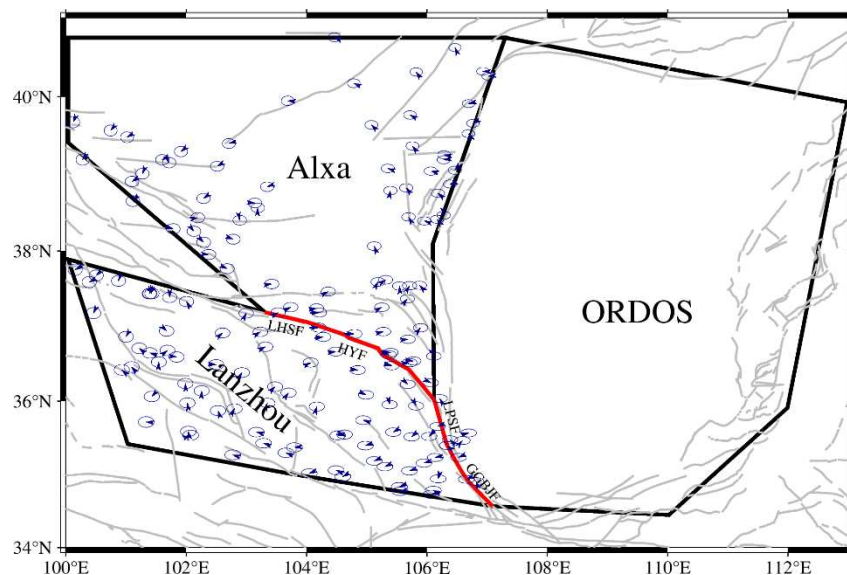 40°N
Alxa
38°N
ORDOS
LHSF
HYF
Lanzhou
36°N
LPSF
GGBJF
34°N
100°E 102°E 104°E 106°E 108°E 110°E 112°E